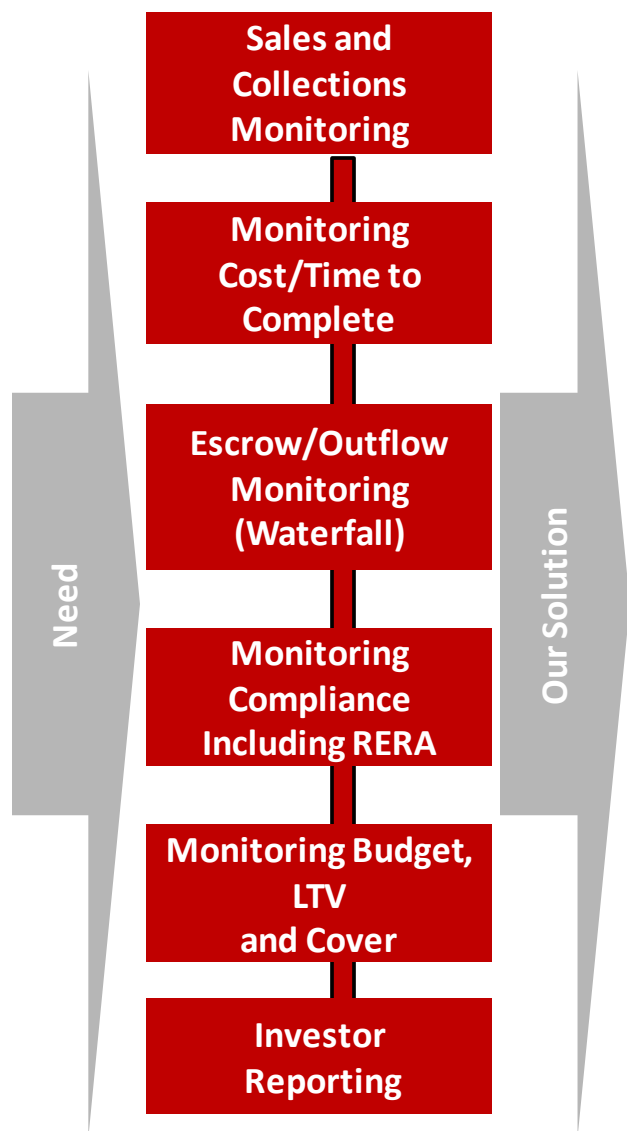 Sales and
Collections
Monitoring
Monitoring
Cost/Time to
Complete
Escrow/Outflow
Monitoring
(Waterfall)
Need
Our Solution
Monitoring
Compliance
Including RERA
Monitoring Budget,
LTV
and Cover
Investor
Reporting